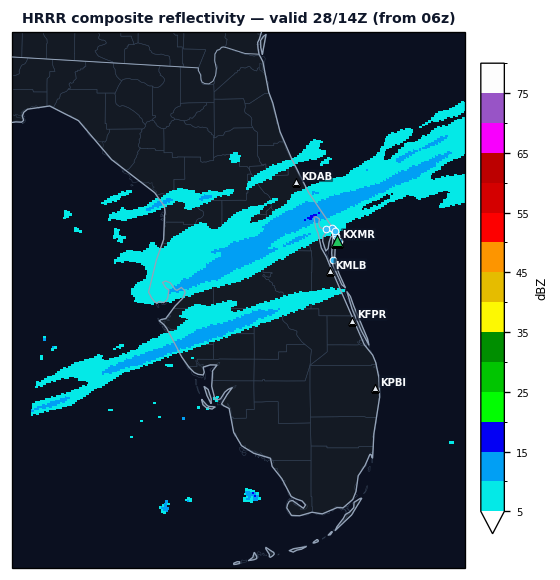 HRRR composite reflectivity — valid 28/14Z (from 06z)
KDAB
KXMR
KMLB
KFPR
KPBI
75
65
55
45
35
25
15
5
dBZ